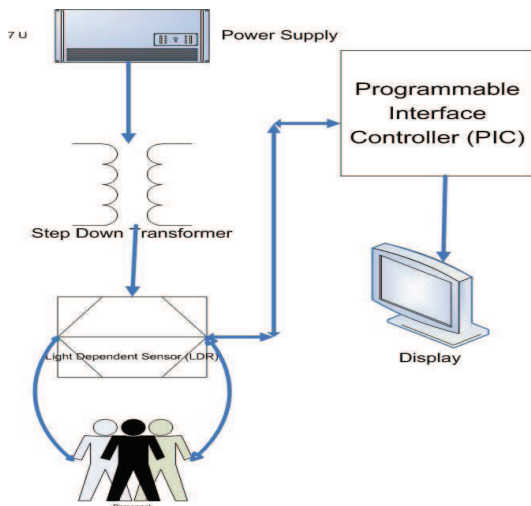 7 U
Power Supply
Programmable
Interface
Controller (PIC)
Step Down Transformer
Light Dependent Sensor (LDR)
Display